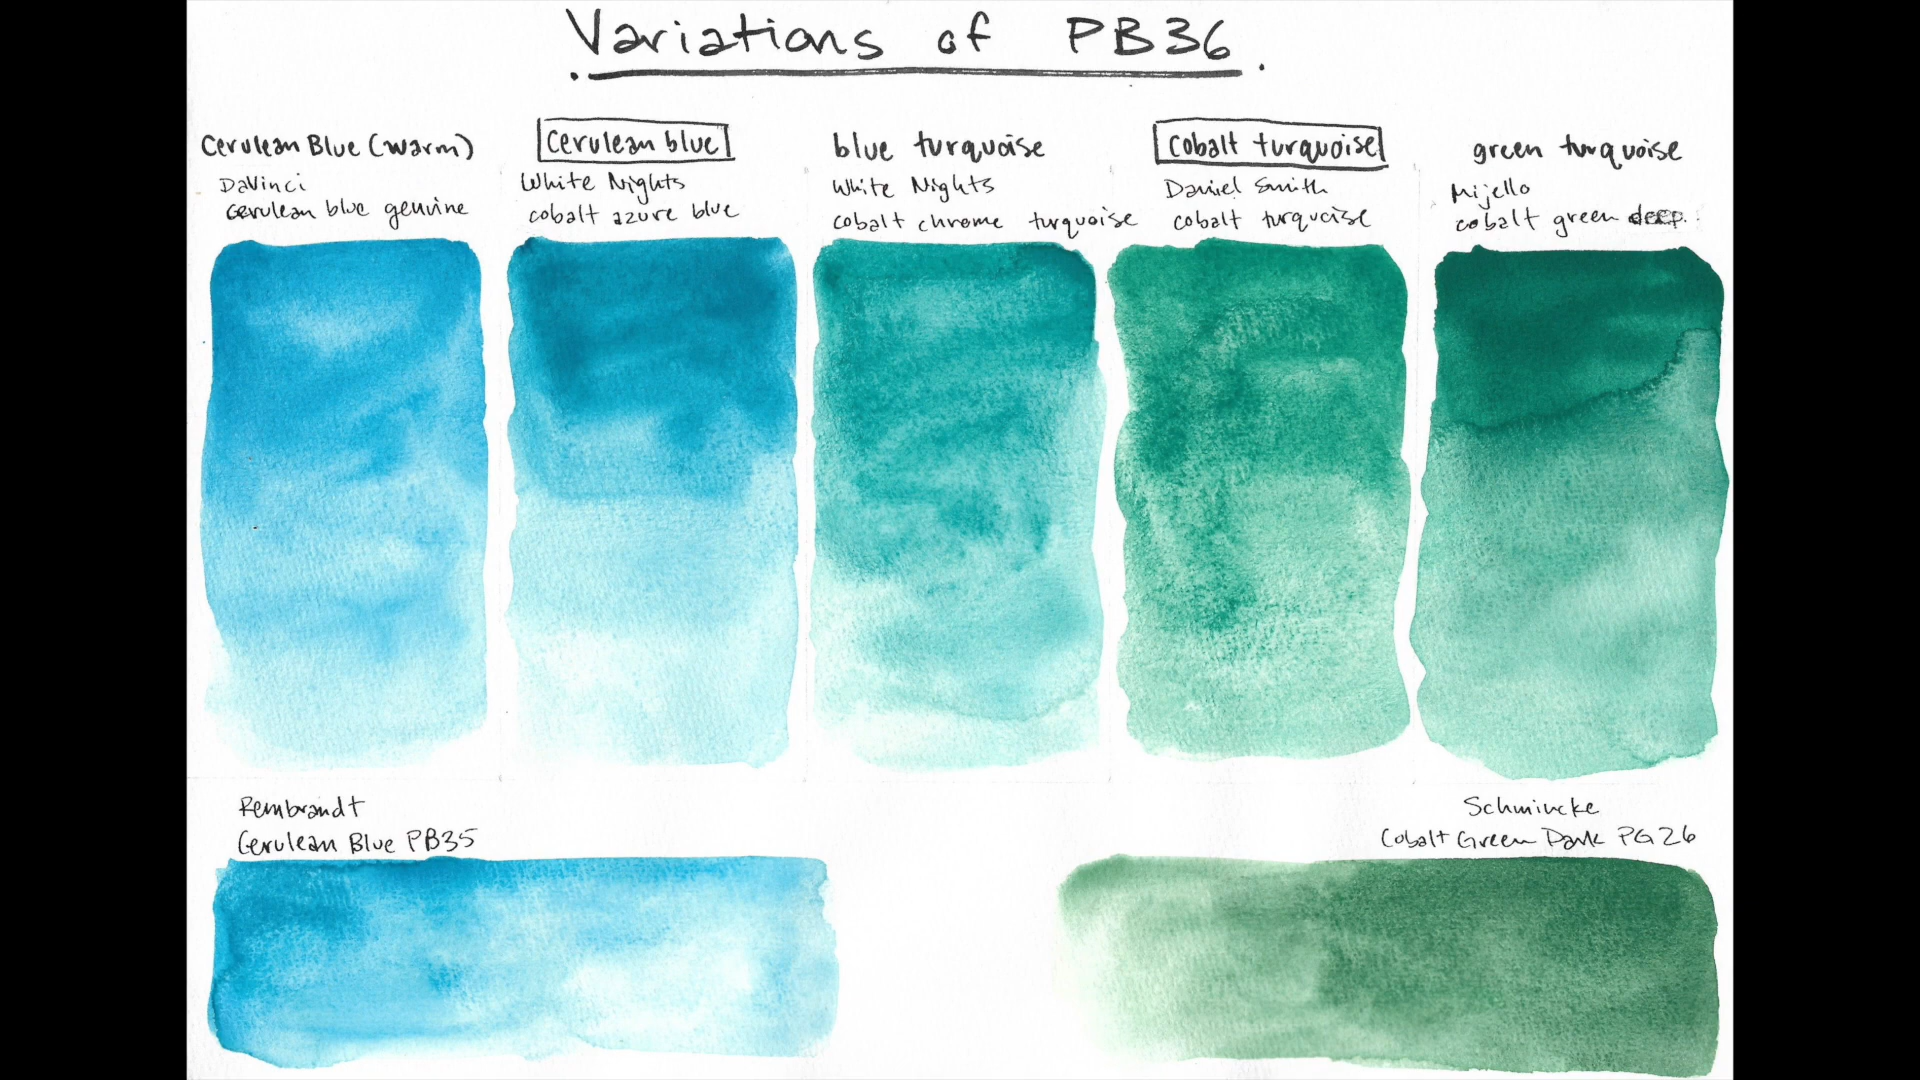 Variations of PB36.
Cerulean Blue (warm)
DaVinci
cerulean blue genuine
Cerulean blue
White Nights
cobalt azure blue
blue turquoise
White Nights
cobalt chrome turquoise
cobalt turquoise
Daniel Smith
cobalt turquoise
green turquoise
Mijello
cobalt green deep
Rembrandt
Cerulean Blue PB35
Schmincke
Cobalt Green Dark PG26